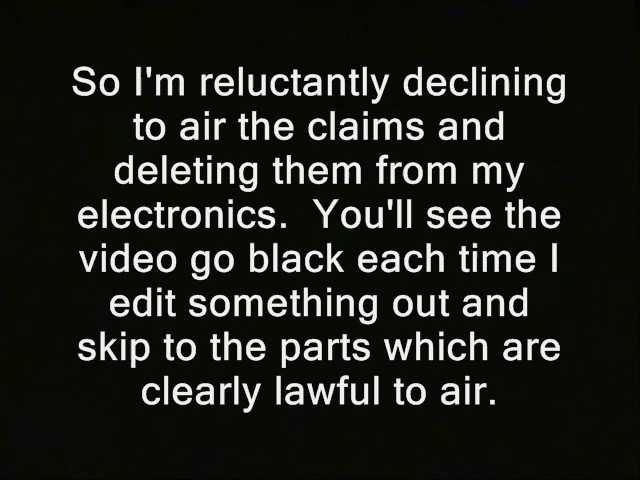 So I'm reluctantly declining
to air the claims and
deleting them from my
electronics.  You'll see the
video go black each time I
edit something out and
skip to the parts which are
clearly lawful to air.